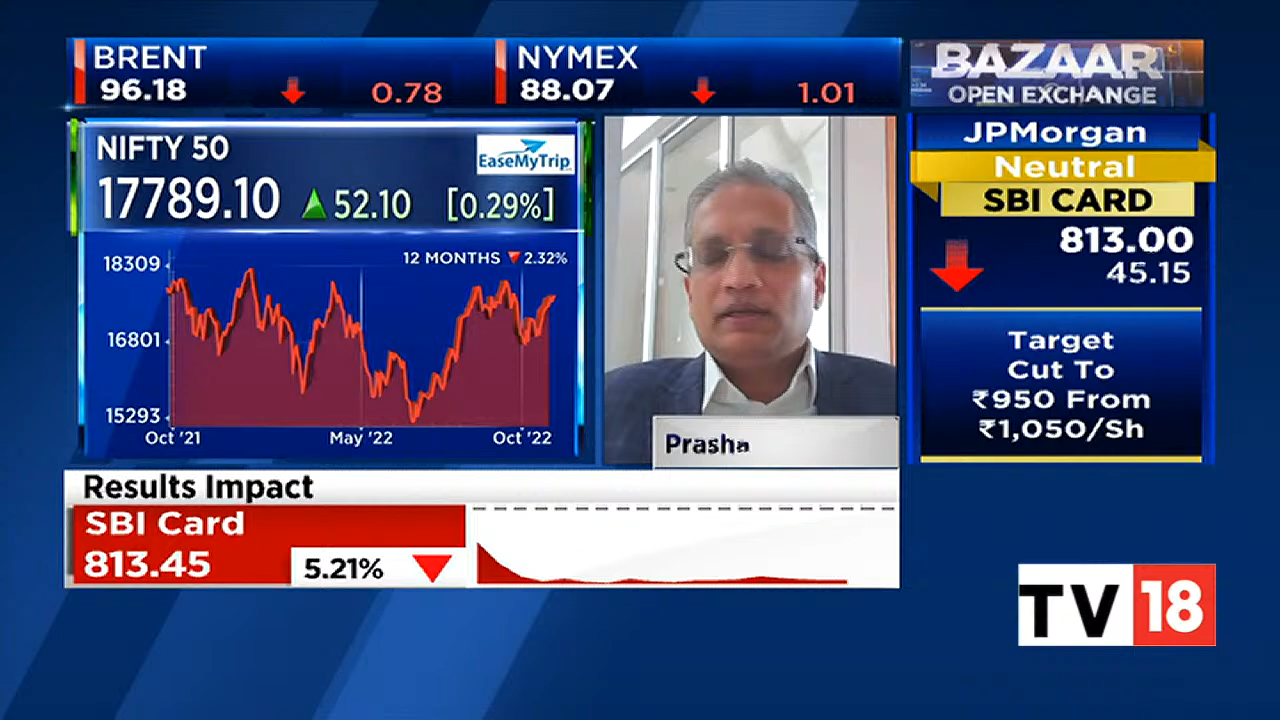 BRENT
96.18 0.78
NYMEX
88.07 1.01
BAZAAR
OPEN EXCHANGE
NIFTY 50
EaseMyTrip
17789.10 52.10 [0.29%]
12 MONTHS 2.32%
18309
16801
15293
Oct '21 May '22 Oct '22
Prasha
JPMorgan
Neutral
SBI CARD
813.00
45.15
Target
Cut To
₹950 From
₹1,050/Sh
Results Impact
SBI Card
813.45 5.21%
TV18